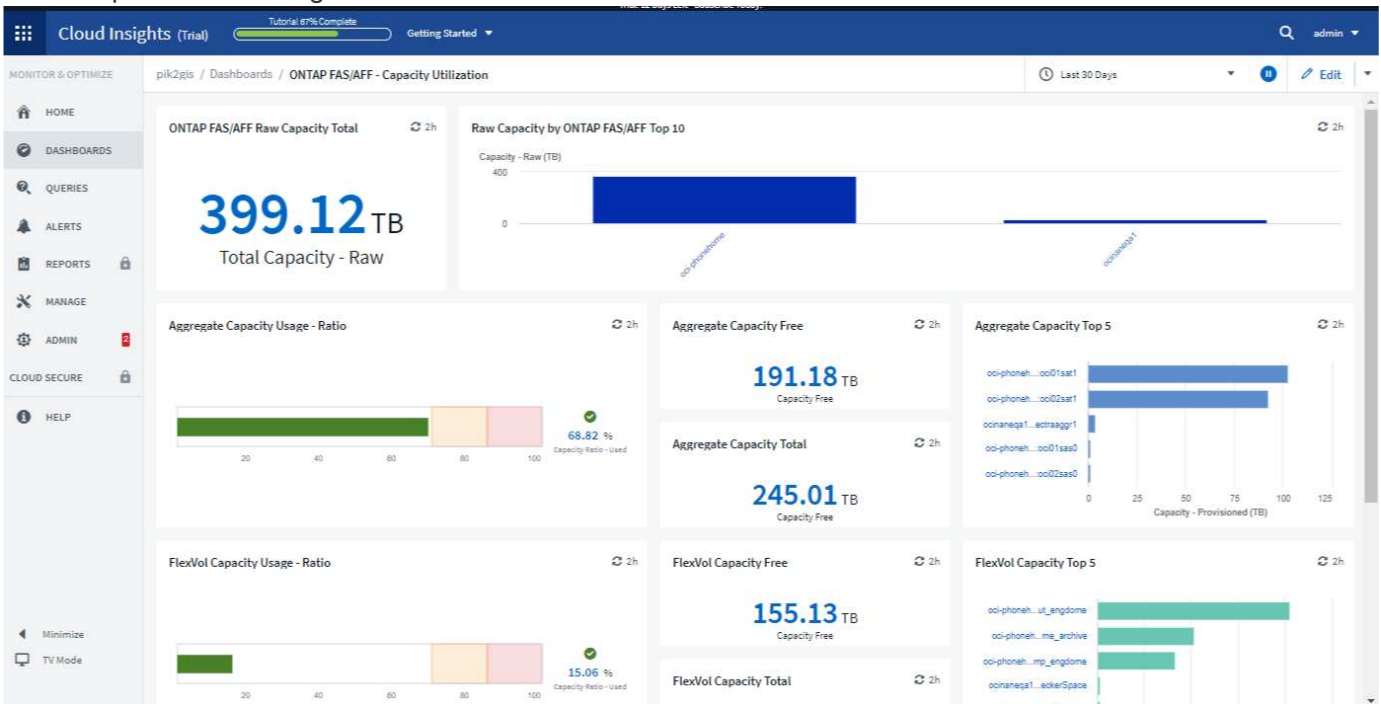 Cloud Insights (Trial)
Tutorial 87% Complete
Getting Started
admin
MONITOR & OPTIMIZE
pik2gis / Dashboards / ONTAP FAS/AFF - Capacity Utilization
Last 30 Days
Edit
HOME
DASHBOARDS
QUERIES
ALERTS
REPORTS
MANAGE
ADMIN
2
CLOUD SECURE
HELP
Minimize
TV Mode
ONTAP FAS/AFF Raw Capacity Total
2h
399.12 TB
Total Capacity - Raw
Raw Capacity by ONTAP FAS/AFF Top 10
2h
Capacity - Raw (TB)
400
0
oci-phonehome
ocinaneqa1
Aggregate Capacity Usage - Ratio
2h
68.82 %
Capacity Ratio - Used
20 40 60 80 100
Aggregate Capacity Free
2h
191.18 TB
Capacity Free
Aggregate Capacity Total
2h
245.01 TB
Capacity Free
Aggregate Capacity Top 5
2h
oci-phoneh...:oci01sat1
oci-phoneh...:oci02sat1
ocinaneqa1...ectraaggr1
oci-phoneh...:oci01sas0
oci-phoneh...:oci02sas0
0 25 50 75 100 125
Capacity - Provisioned (TB)
FlexVol Capacity Usage - Ratio
2h
15.06 %
Capacity Ratio - Used
20 40 60 80 100
FlexVol Capacity Free
2h
155.13 TB
Capacity Free
FlexVol Capacity Total
2h
FlexVol Capacity Top 5
2h
oci-phoneh...ut_engdome
oci-phoneh...me_archive
oci-phoneh...mp_engdome
ocinaneqa1...eckerSpace